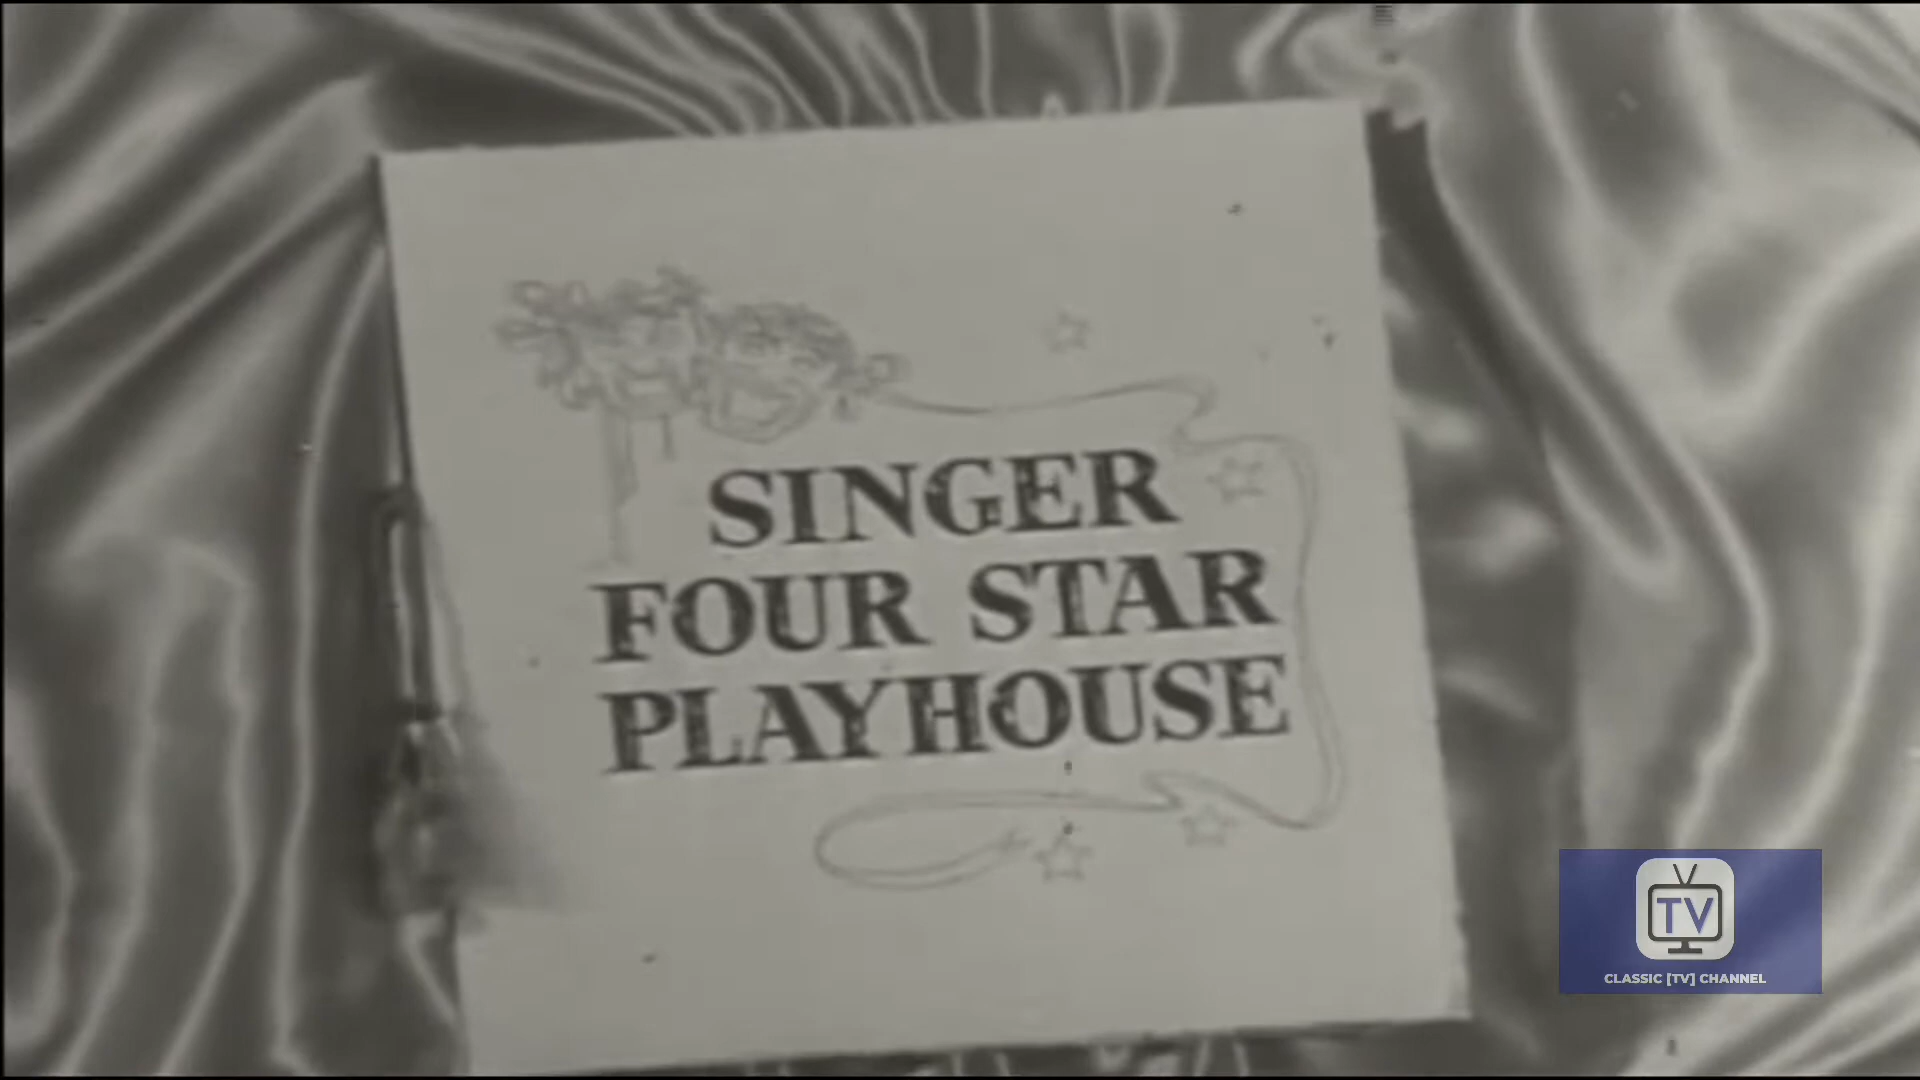 SINGER
FOUR STAR
PLAYHOUSE
TV
CLASSIC [TV] CHANNEL